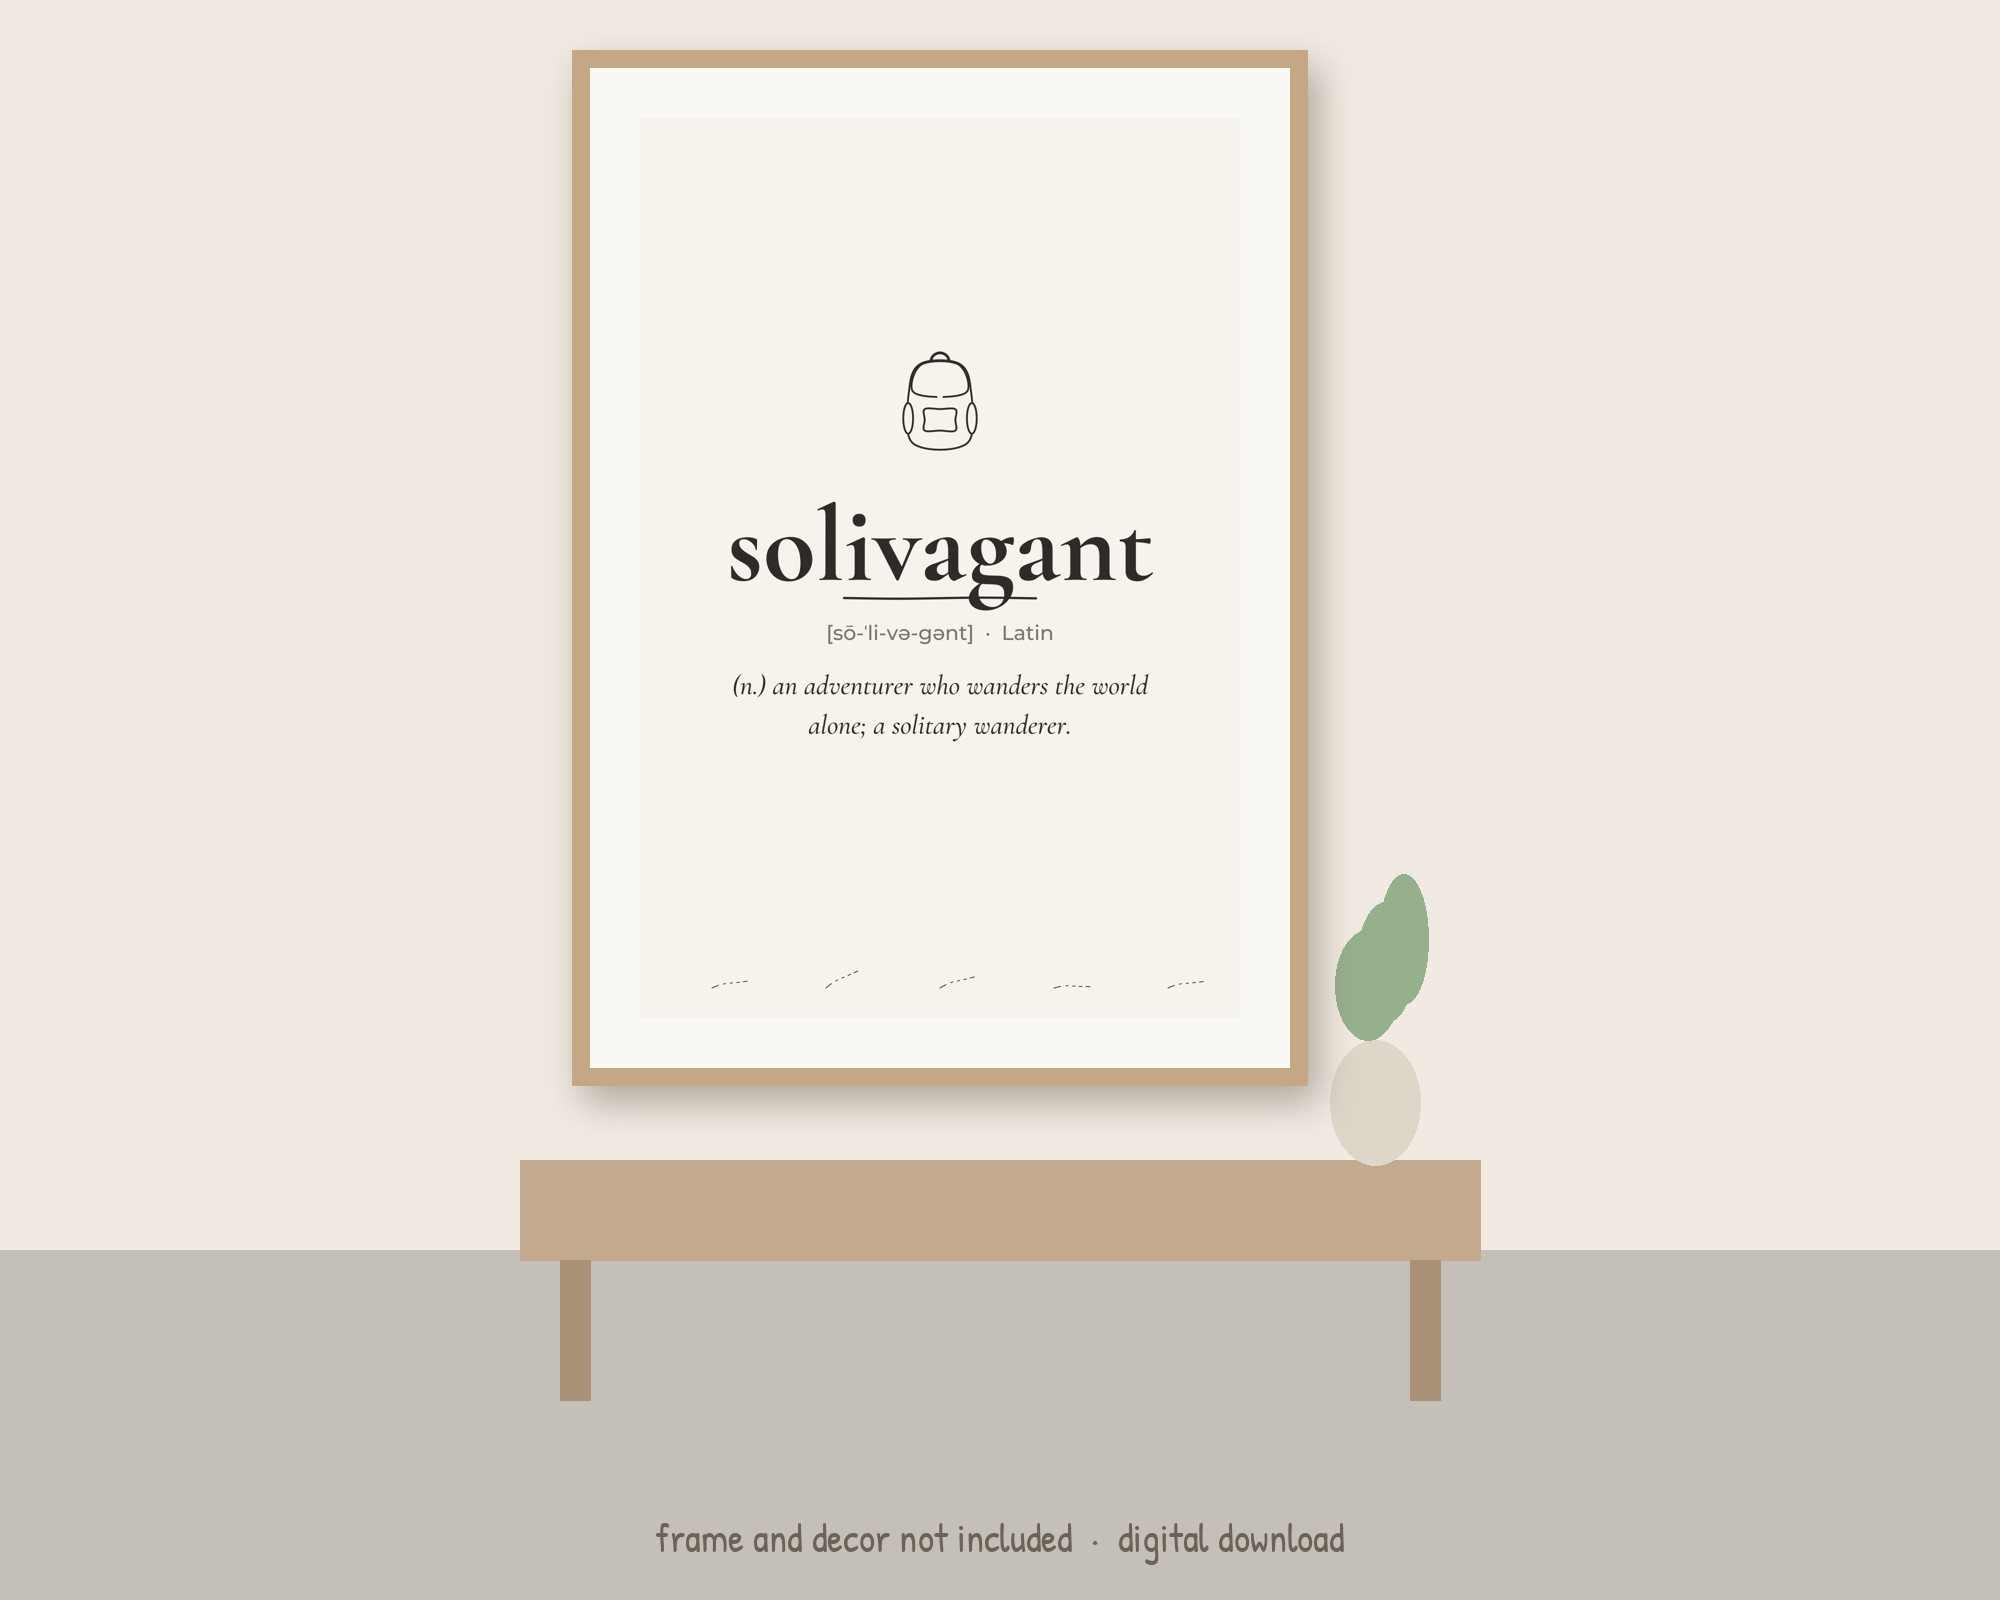 solivagant
[sō-ˈli-və-gənt] · Latin
(n.) an adventurer who wanders the world
alone; a solitary wanderer.
frame and decor not included · digital download